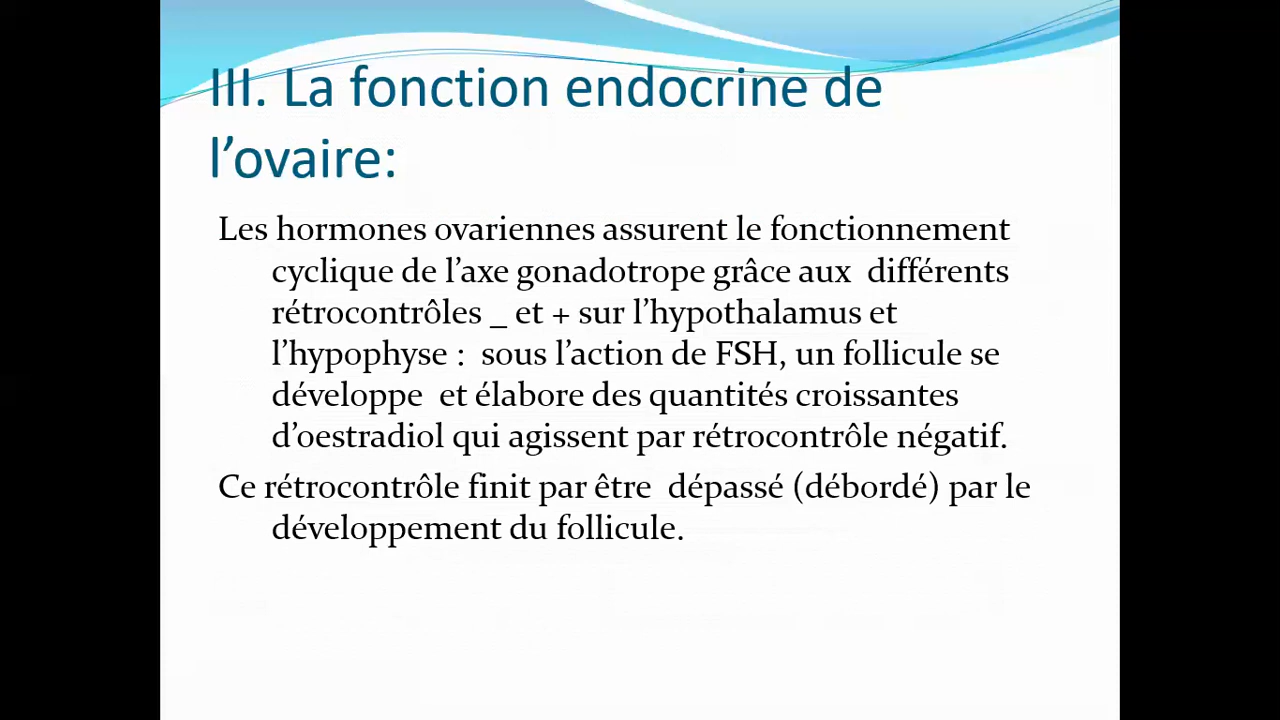 III. La fonction endocrine de
l’ovaire:
Les hormones ovariennes assurent le fonctionnement
cyclique de l’axe gonadotrope grâce aux  différents
rétrocontrôles _ et + sur l’hypothalamus et
l’hypophyse :  sous l’action de FSH, un follicule se
développe  et élabore des quantités croissantes
d’oestradiol qui agissent par rétrocontrôle négatif.
Ce rétrocontrôle finit par être  dépassé (débordé) par le
développement du follicule.